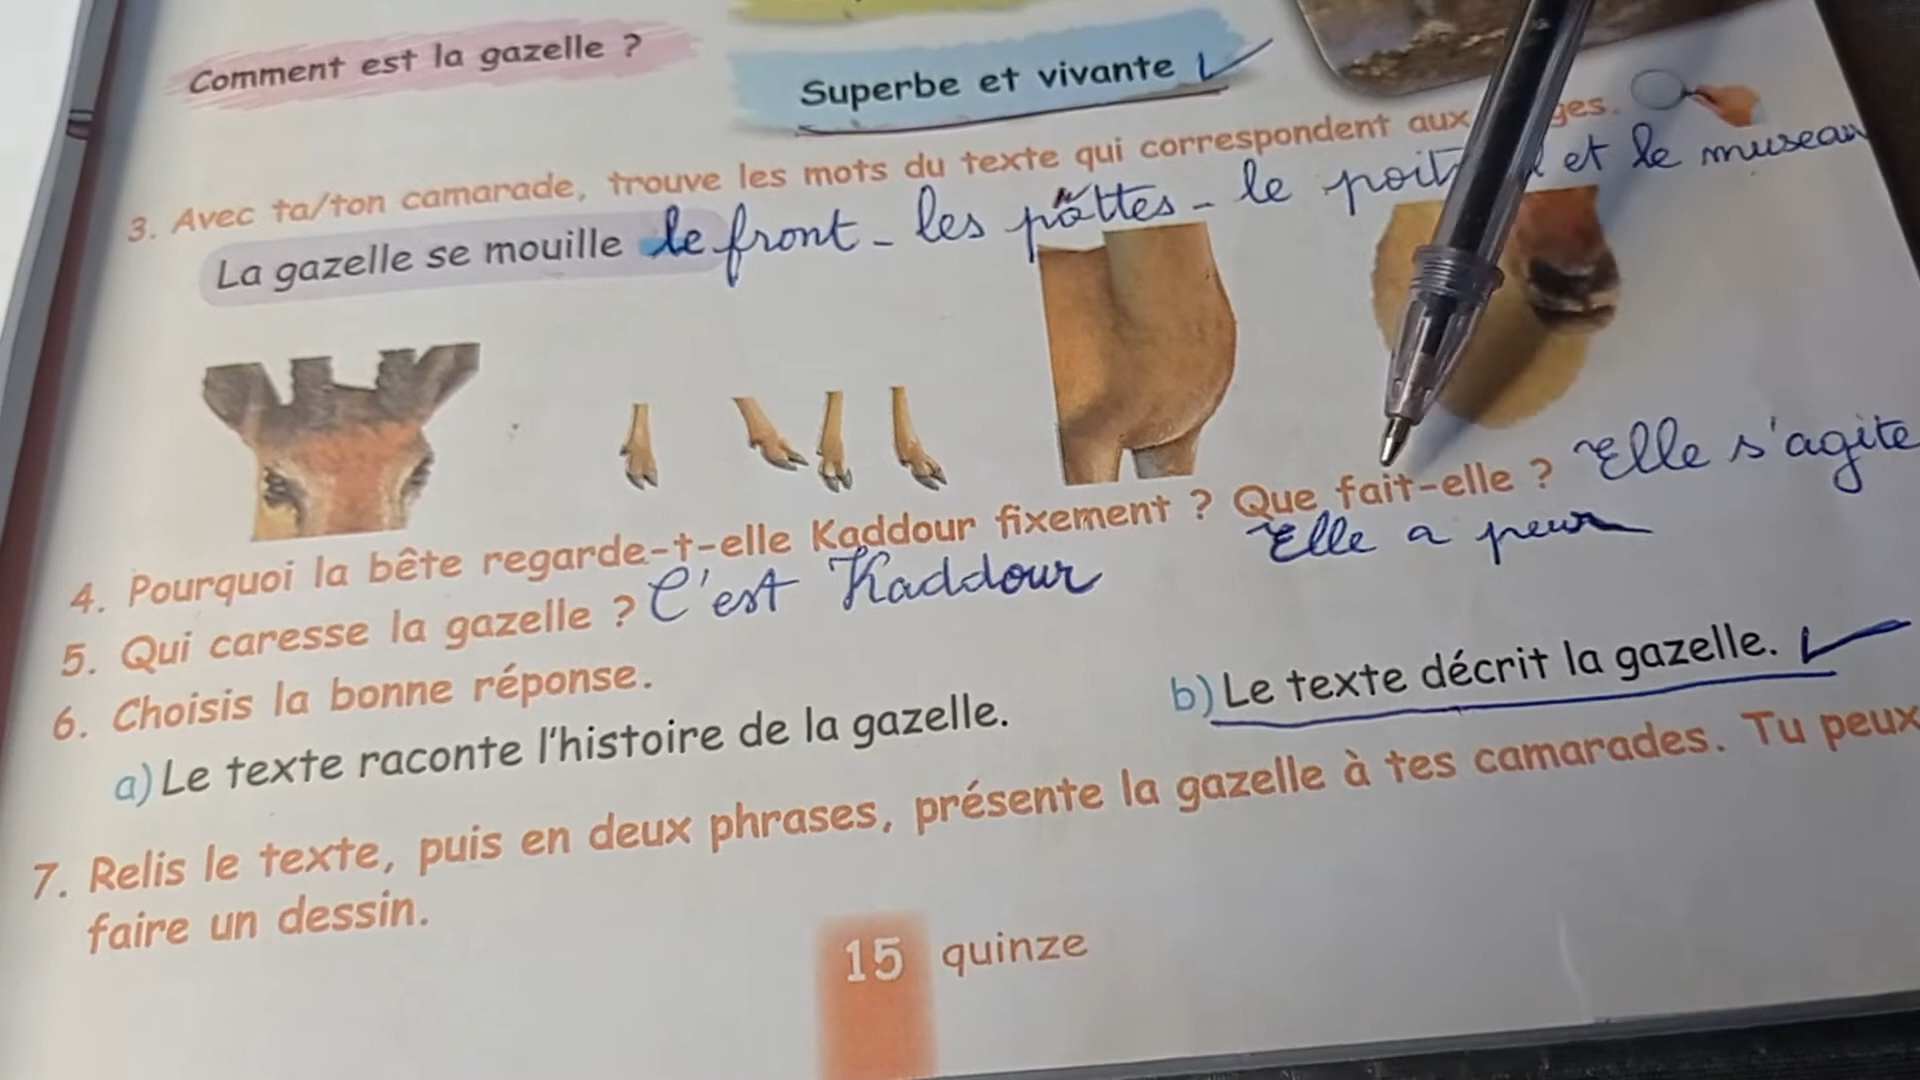 Comment est la gazelle ?
Superbe et vivante
3. Avec ta/ton camarade, trouve les mots du texte qui correspondent aux
La gazelle se mouille le front - les pattes - le et le museau
4. Pourquoi la bête regarde-t-elle Kaddour fixement ? Que fait-elle ? Elle s'agite
Elle a peur
5. Qui caresse la gazelle ? C'est Kaddour
6. Choisis la bonne réponse.
a) Le texte raconte l'histoire de la gazelle.
b) Le texte décrit la gazelle.
7. Relis le texte, puis en deux phrases, présente la gazelle à tes camarades. Tu peux
faire un dessin.
15 quinze